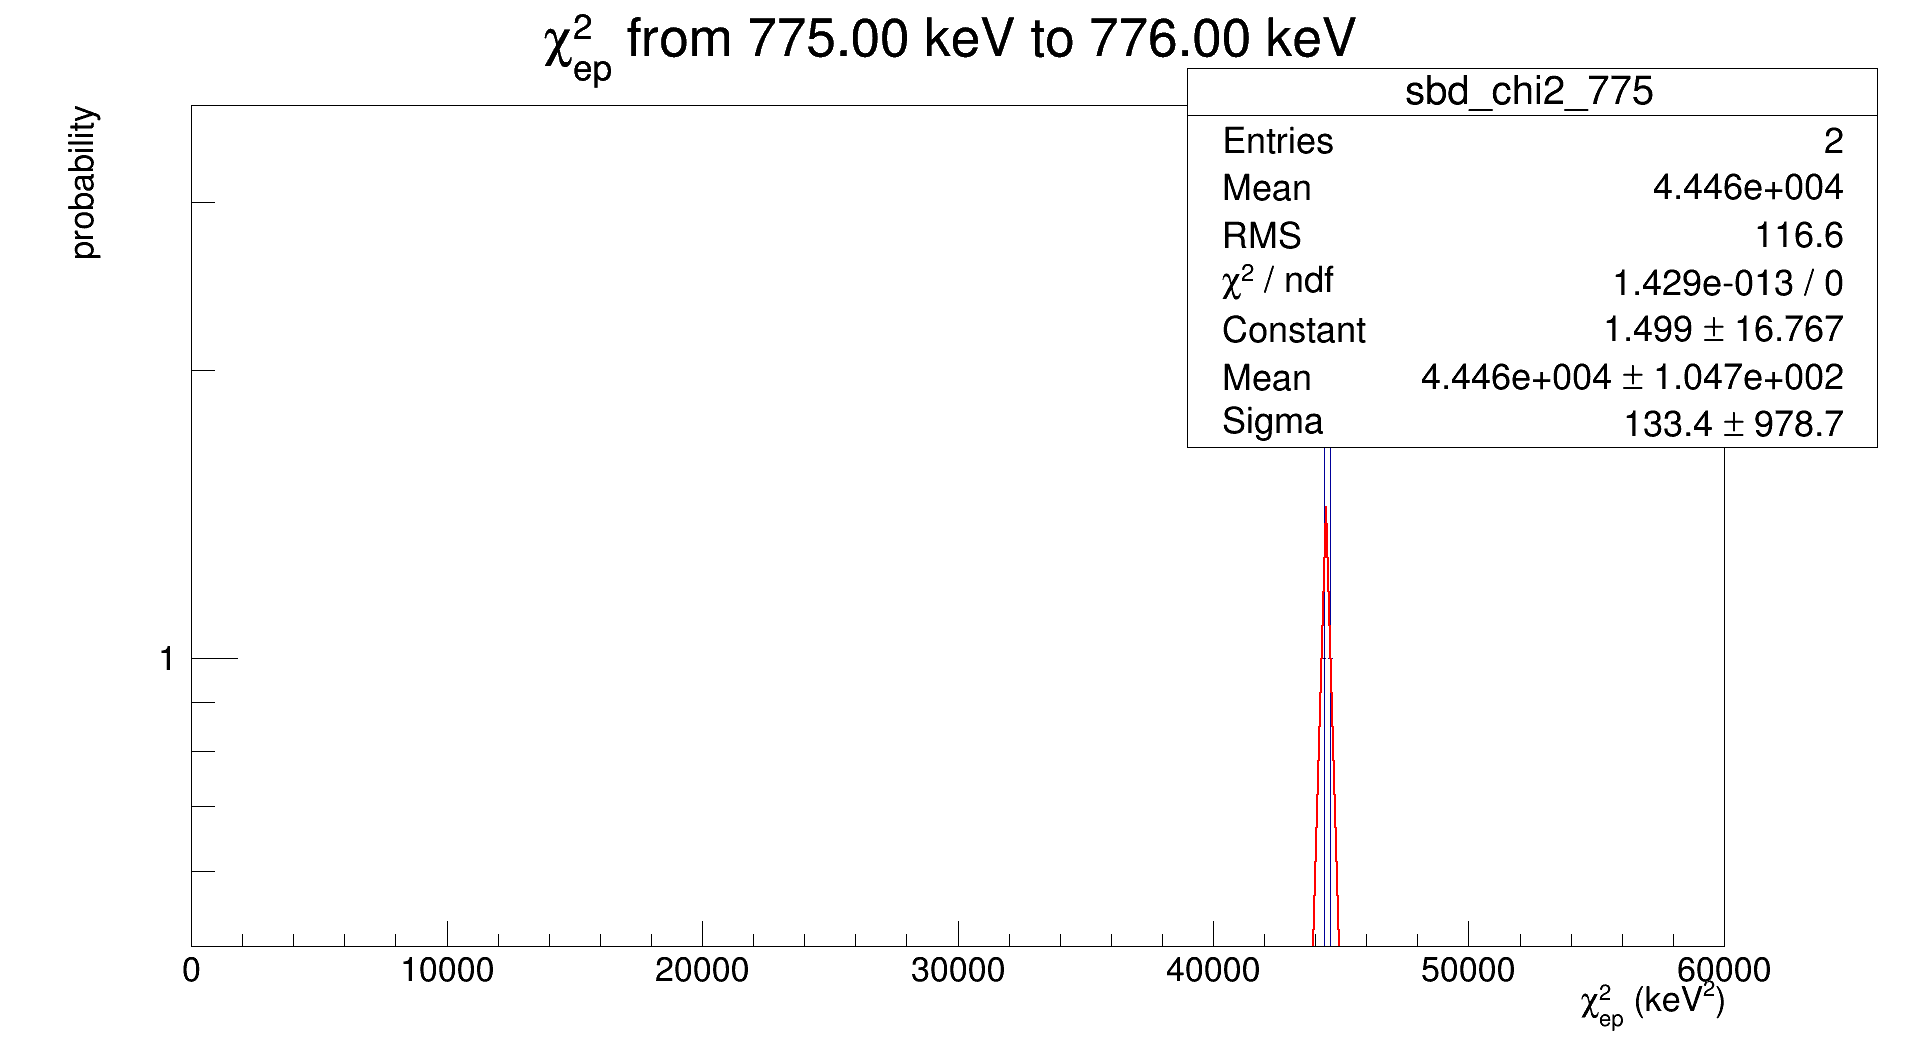 χ²ep from 775.00 keV to 776.00 keV
probability
sbd_chi2_775
Entries 2
Mean 4.446e+004
RMS 116.6
χ² / ndf 1.429e-013 / 0
Constant 1.499 ± 16.767
Mean 4.446e+004 ± 1.047e+002
Sigma 133.4 ± 978.7
1
0 10000 20000 30000 40000 50000 60000
χ²ep (keV²)